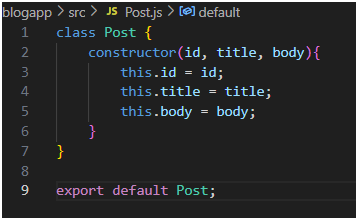 blogapp > src > JS Post.js > default
1 class Post {
2     constructor(id, title, body){
3         this.id = id;
4         this.title = title;
5         this.body = body;
6     }
7 }
8
9 export default Post;